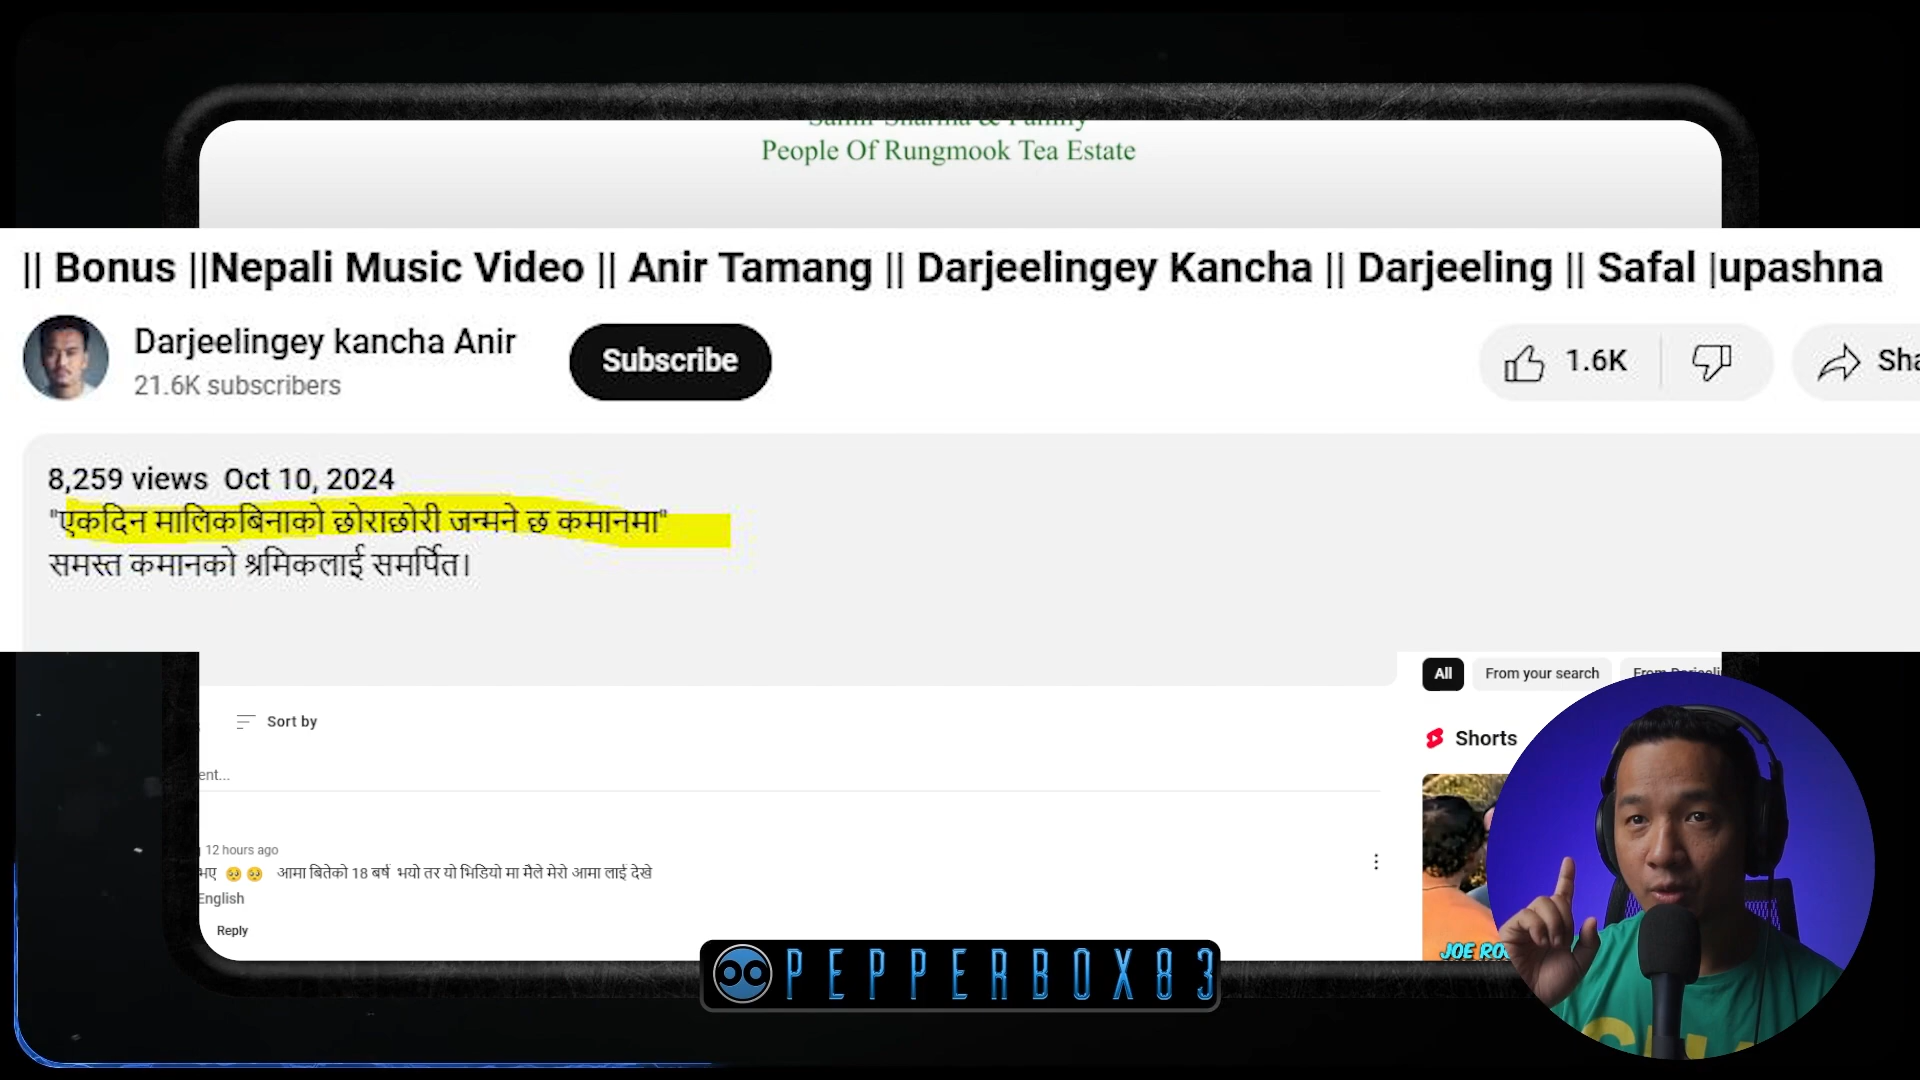 People Of Rungmook Tea Estate
|| Bonus ||Nepali Music Video || Anir Tamang || Darjeelingey Kancha || Darjeeling || Safal |upashna
Darjeelingey kancha Anir
21.6K subscribers
Subscribe
1.6K
8,259 views Oct 10, 2024
"एकदिन मालिकबिनाको छोराछोरी जन्मने छ कमानमा"
समस्त कमानको श्रमिकलाई समर्पित।
All
From your search
Sort by
Shorts
ent...
12 hours ago
🥺🥺 आमा बितेको 18 बर्ष भयो तर यो भिडियो मा मैले मेरो आमा लाई देखे
English
Reply
JOE
PEPPERBOX83